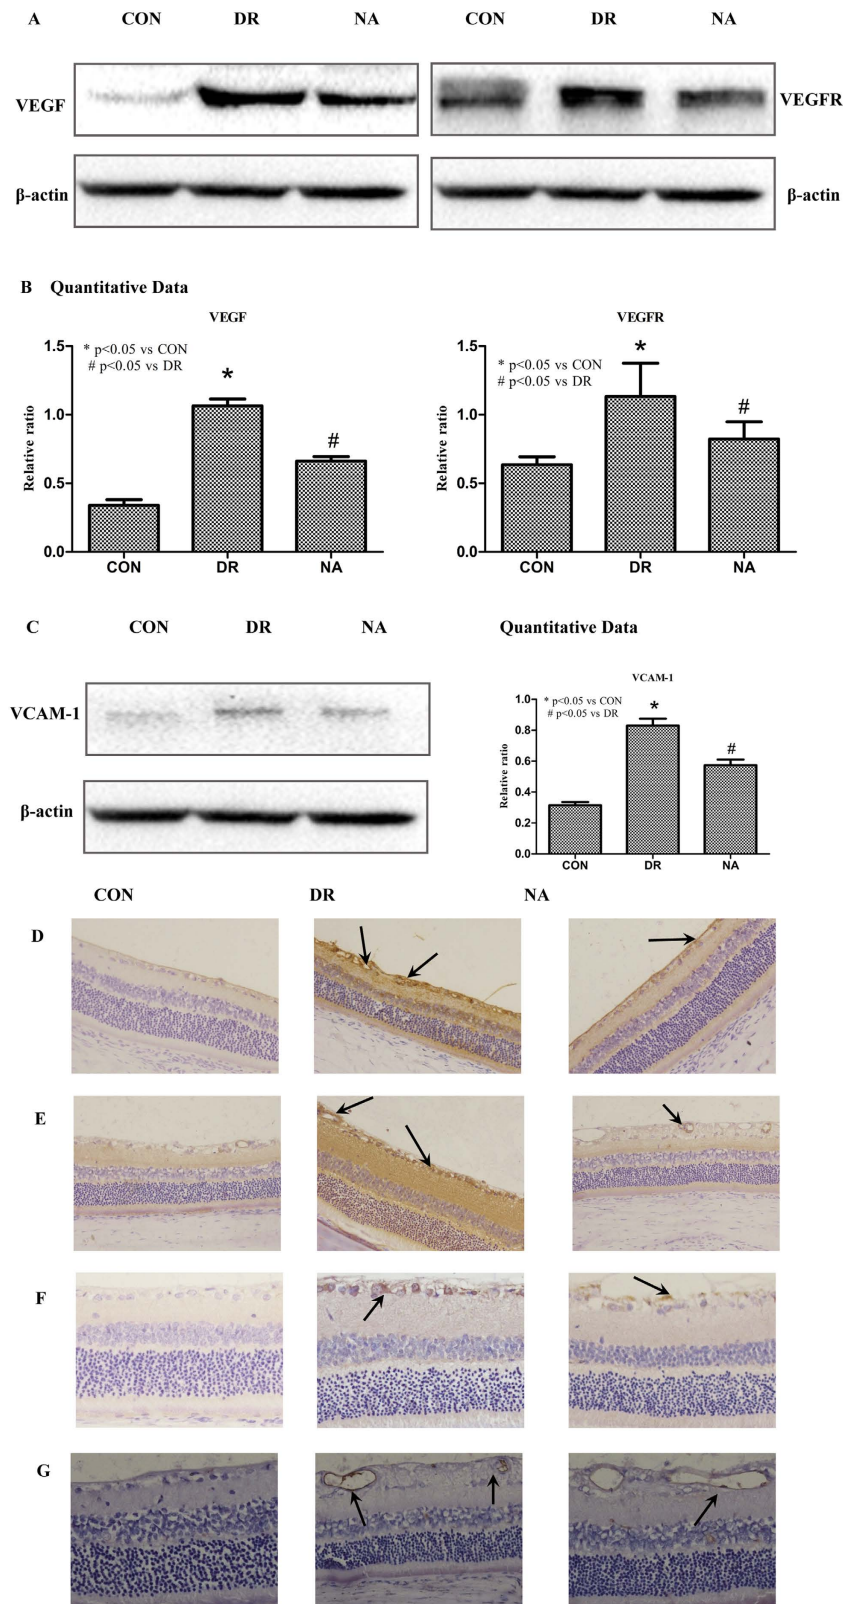 A CON DR NA CON DR NA
VEGF VEGFR
β-actin β-actin
B Quantitative Data
VEGF
* p<0.05 vs CON
# p<0.05 vs DR
Relative ratio
1.5
1.0
0.5
0.0
*
#
CON DR NA
VEGFR
* p<0.05 vs CON
# p<0.05 vs DR
Relative ratio
1.5
1.0
0.5
0.0
*
#
CON DR NA
C CON DR NA
VCAM-1
β-actin
Quantitative Data
VCAM-1
* p<0.05 vs CON
# p<0.05 vs DR
Relative ratio
1.0
0.8
0.6
0.4
0.2
0.0
*
#
CON DR NA
CON DR NA
D
E
F
G